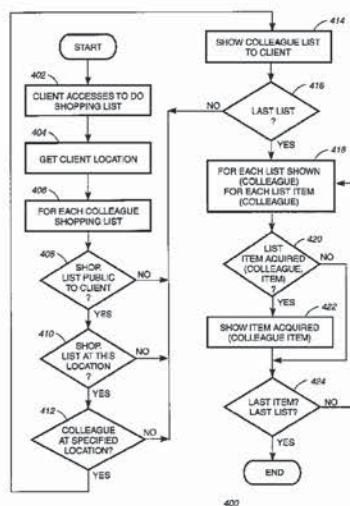 START
402
CLIENT ACCESSES TO DO
SHOPPING LIST
404
GET CLIENT LOCATION
406
FOR EACH COLLEAGUE
SHOPPING LIST
408
SHOP.
LIST PUBLIC
TO CLIENT
?
NO
YES
410
SHOP.
LIST AT THIS
LOCATION
?
NO
YES
412
COLLEAGUE
AT SPECIFIED
LOCATION?
NO
YES
414
SHOW COLLEAGUE LIST
TO CLIENT
416
LAST LIST
?
NO
YES
418
FOR EACH LIST SHOWN
(COLLEAGUE)
FOR EACH LIST ITEM
(COLLEAGUE)
420
LIST
ITEM AQUIRED
(COLLEAGUE,
ITEM)
?
NO
YES
422
SHOW ITEM ACQUIRED
(COLLEAGUE ITEM)
424
LAST ITEM?
LAST LIST?
NO
YES
END
400